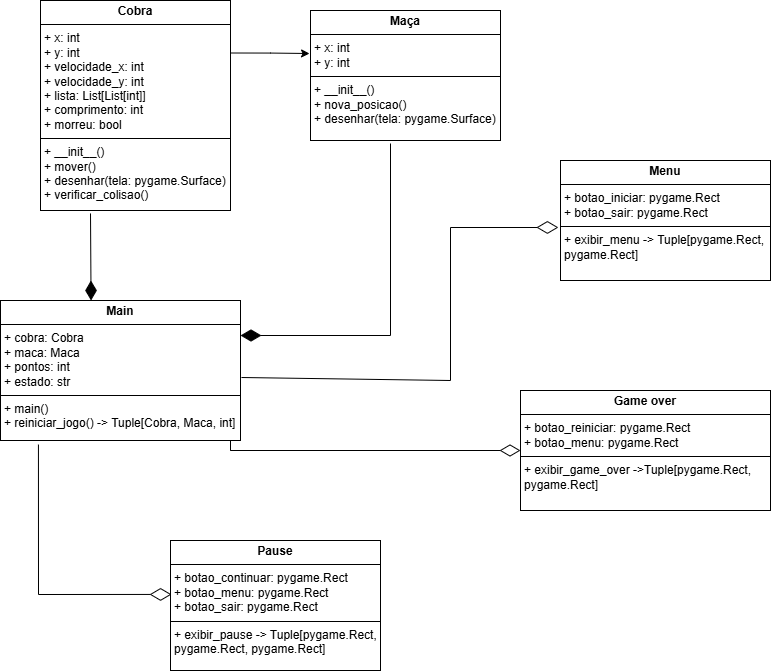 Cobra
+ x: int
+ y: int
+ velocidade_x: int
+ velocidade_y: int
+ lista: List[List[int]]
+ comprimento: int
+ morreu: bool
+ __init__()
+ mover()
+ desenhar(tela: pygame.Surface)
+ verificar_colisao()
Maça
+ x: int
+ y: int
+ __init__()
+ nova_posicao()
+ desenhar(tela: pygame.Surface)
Menu
+ botao_iniciar: pygame.Rect
+ botao_sair: pygame.Rect
+ exibir_menu -> Tuple[pygame.Rect,
pygame.Rect]
Main
+ cobra: Cobra
+ maca: Maca
+ pontos: int
+ estado: str
+ main()
+ reiniciar_jogo() -> Tuple[Cobra, Maca, int]
Game over
+ botao_reiniciar: pygame.Rect
+ botao_menu: pygame.Rect
+ exibir_game_over ->Tuple[pygame.Rect,
pygame.Rect]
Pause
+ botao_continuar: pygame.Rect
+ botao_menu: pygame.Rect
+ botao_sair: pygame.Rect
+ exibir_pause -> Tuple[pygame.Rect,
pygame.Rect, pygame.Rect]